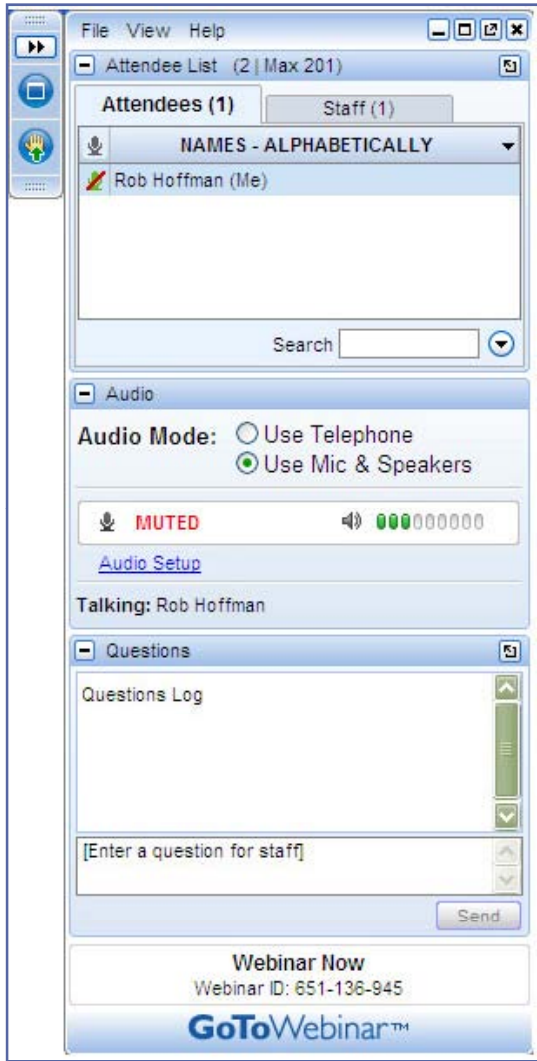 File View Help
Attendee List (2 | Max 201)
Attendees (1) Staff (1)
NAMES - ALPHABETICALLY
Rob Hoffman (Me)
Search
Audio
Audio Mode: Use Telephone
Use Mic & Speakers
MUTED
Audio Setup
Talking: Rob Hoffman
Questions
Questions Log
[Enter a question for staff]
Send
Webinar Now
Webinar ID: 651-136-945
GoToWebinar™